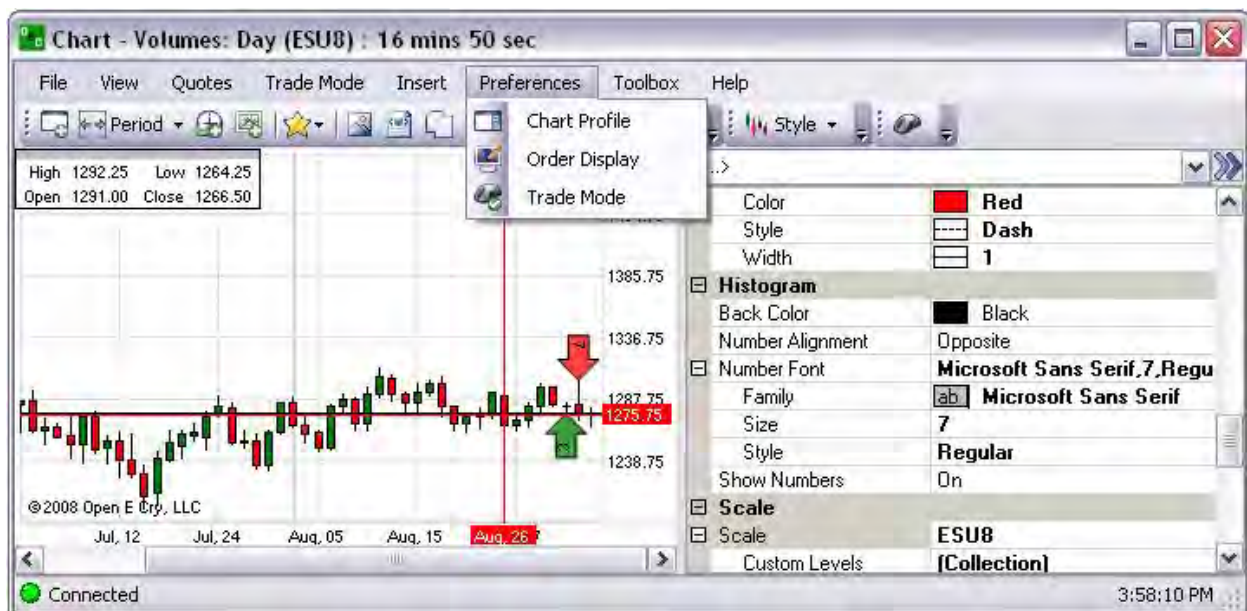 Chart - Volumes: Day (ESU8) : 16 mins 50 sec
File View Quotes Trade Mode Insert Preferences Toolbox Help
Period Style
Chart Profile
Order Display
Trade Mode
High 1292.25 Low 1264.25
Open 1291.00 Close 1266.50
..>
1385.75
1336.75
1287.75
1275.75
1238.75
©2008 Open E Cry, LLC
Jul, 12 Jul, 24 Aug, 05 Aug, 15 Aug, 26
Color Red
Style Dash
Width 1
Histogram
Back Color Black
Number Alignment Opposite
Number Font Microsoft Sans Serif,7,Regu
Family ab Microsoft Sans Serif
Size 7
Style Regular
Show Numbers On
Scale
Scale ESU8
Custom Levels (Collection)
Connected 3:58:10 PM